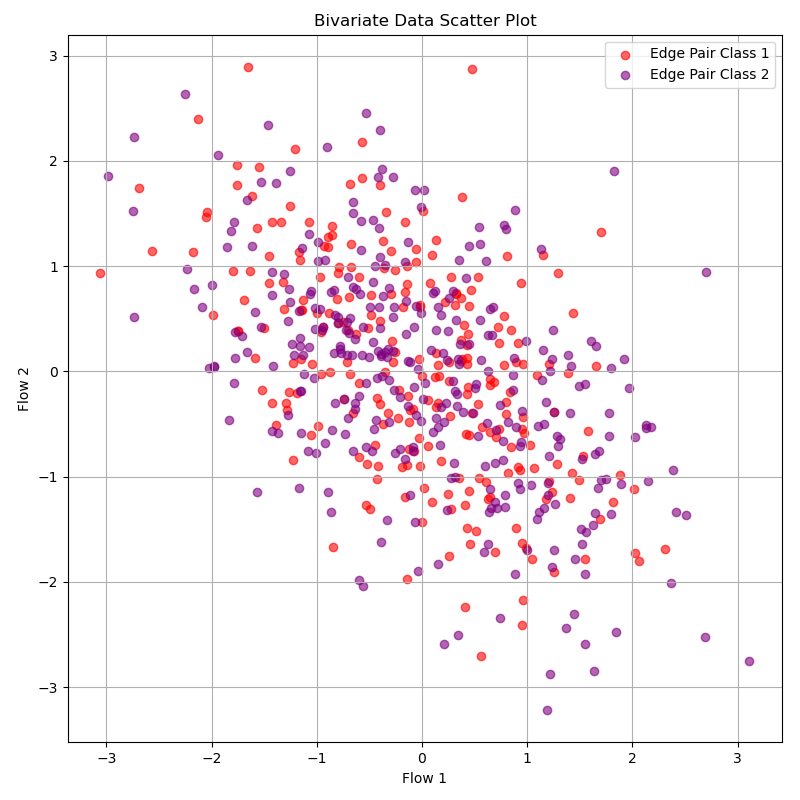 Bivariate Data Scatter Plot
Edge Pair Class 1
Edge Pair Class 2
3
2
1
0
−1
−2
−3
Flow 2
−3 −2 −1 0 1 2 3
Flow 1